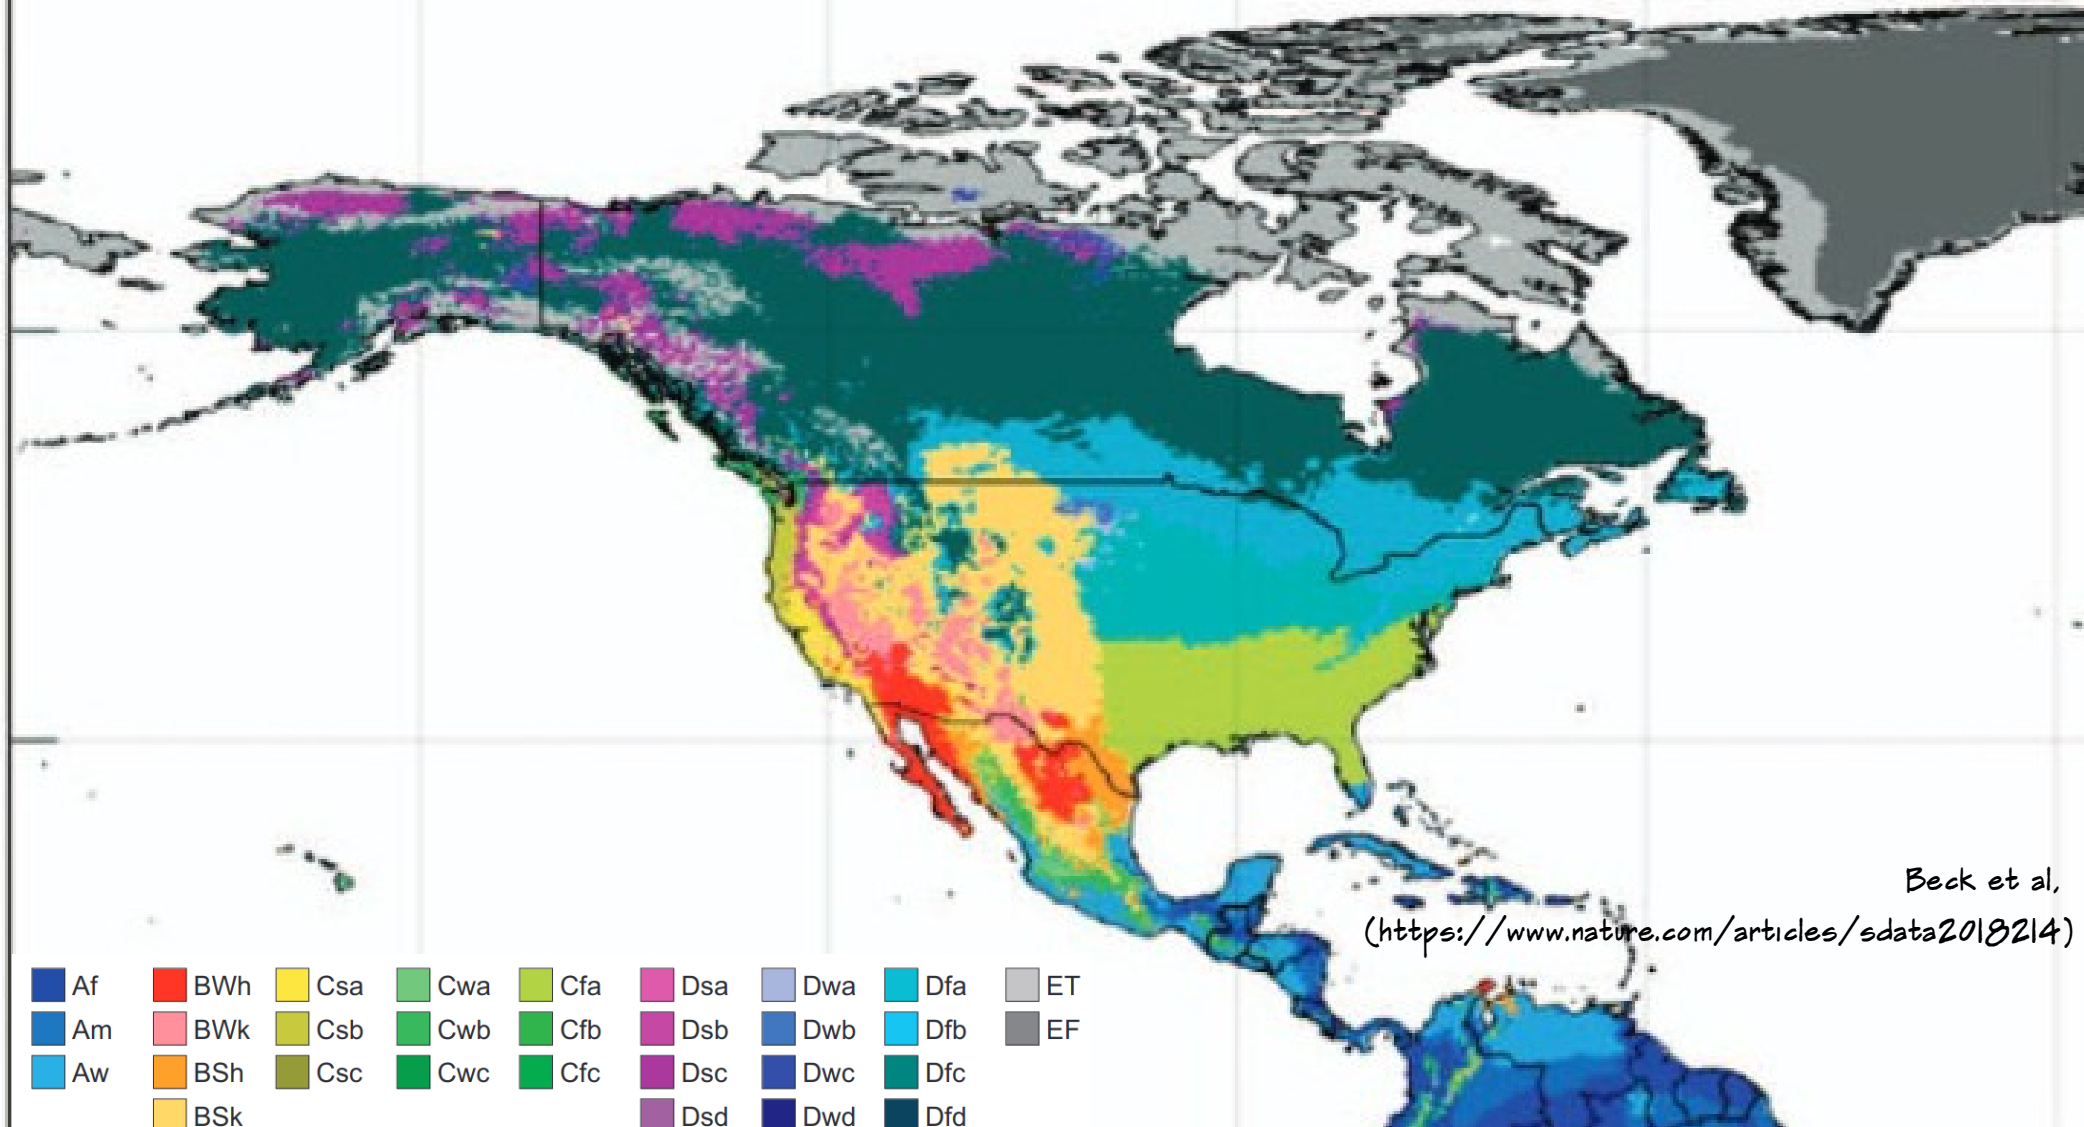 Beck et al,
(https://www.nature.com/articles/sdata2018214)
Af BWh Csa Cwa Cfa Dsa Dwa Dfa ET
Am BWk Csb Cwb Cfb Dsb Dwb Dfb EF
Aw BSh Csc Cwc Cfc Dsc Dwc Dfc
BSk Dsd Dwd Dfd